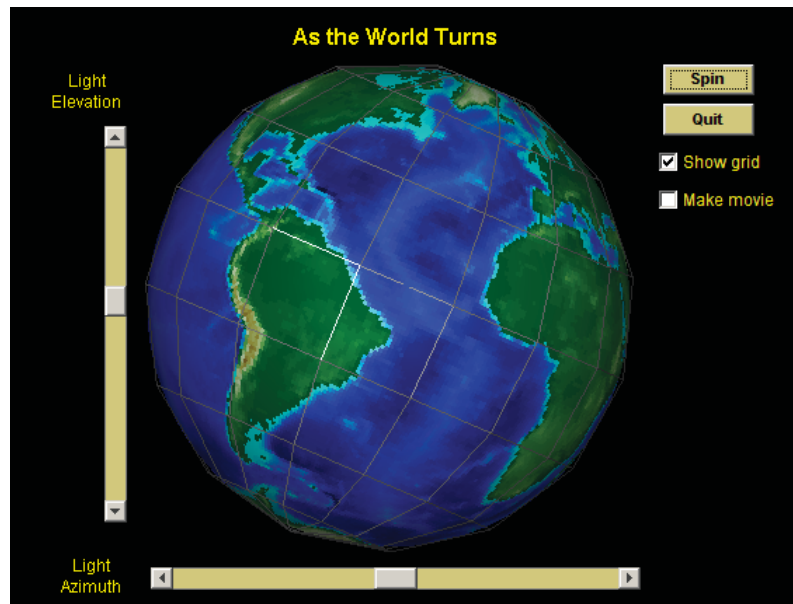 As the World Turns
Light
Elevation
Spin
Quit
Show grid
Make movie
Light
Azimuth